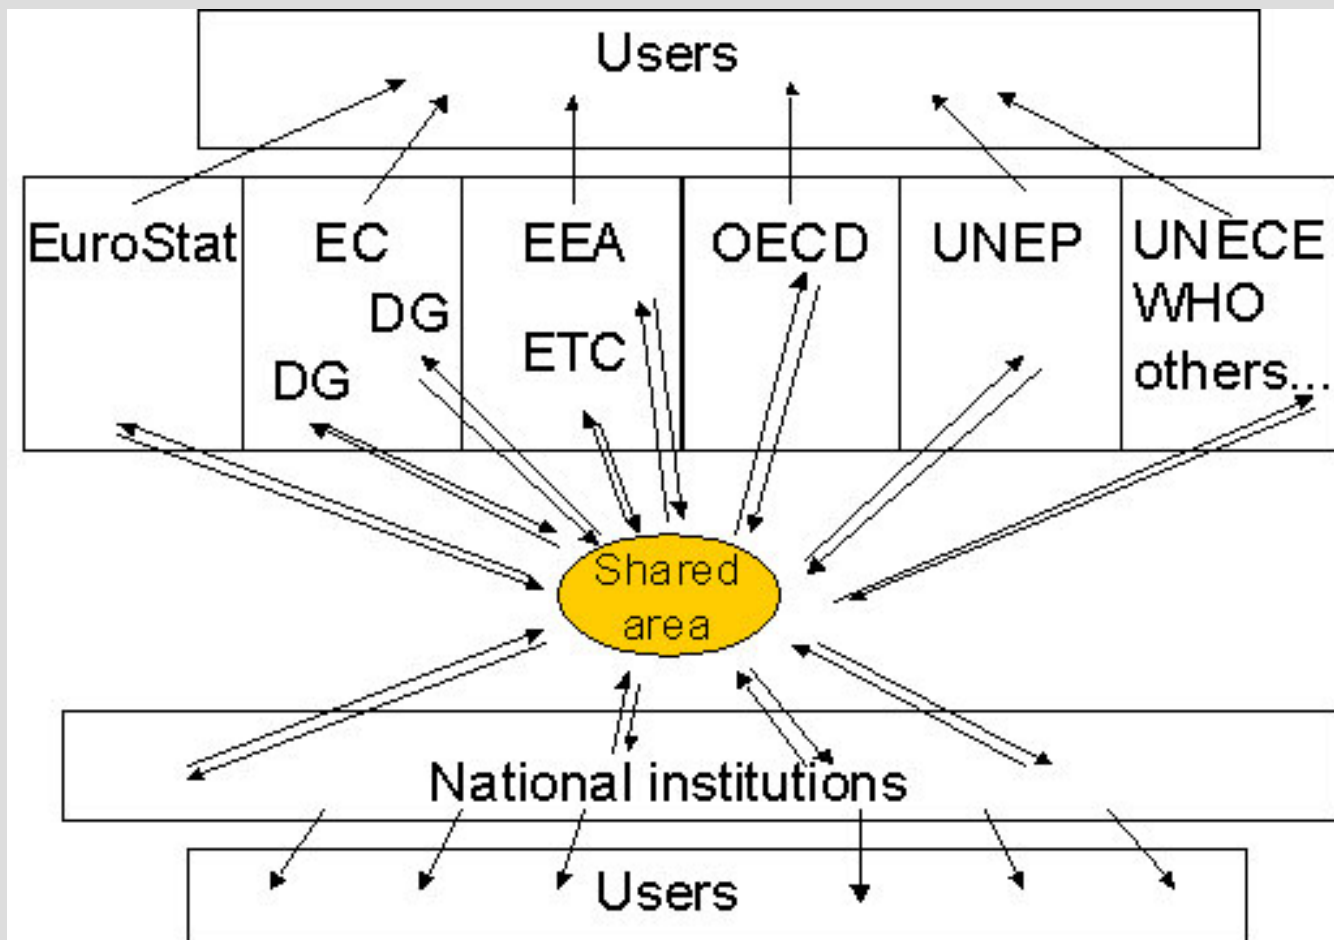 Users
EuroStat
EC
DG
DG
EEA
ETC
OECD
UNEP
UNECE
WHO
others...
Shared
area
National institutions
Users